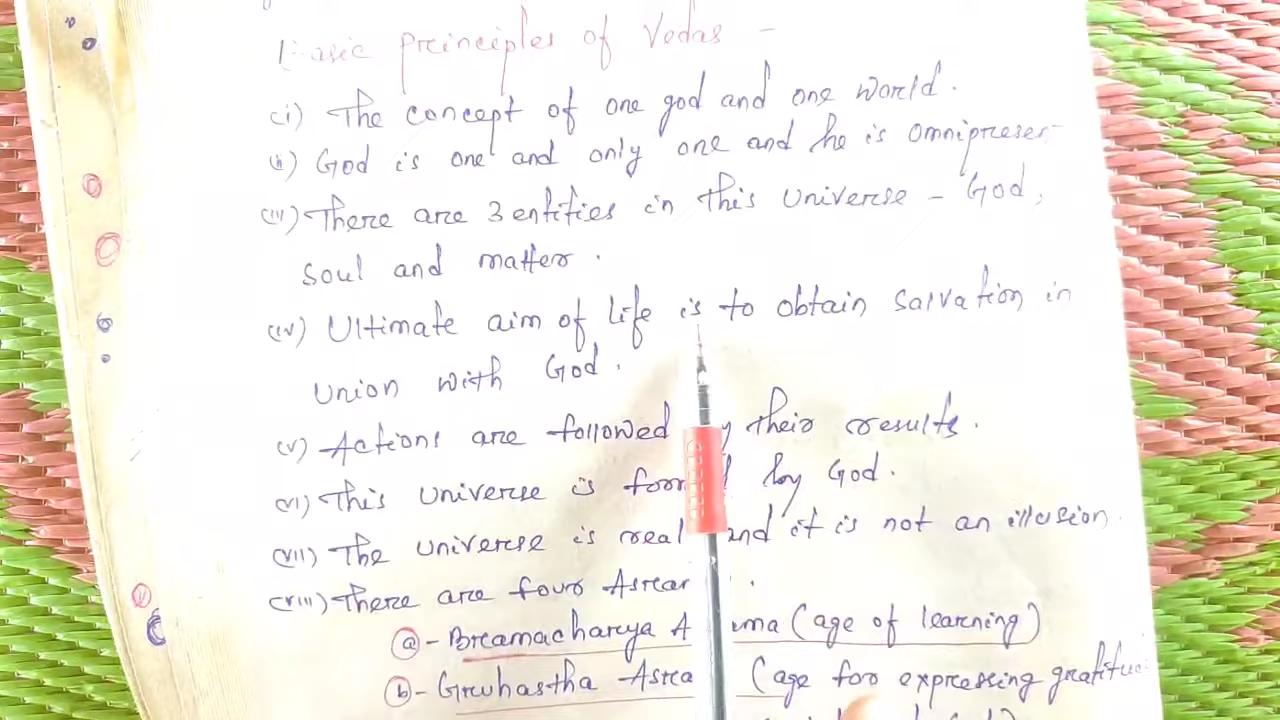 Basic principles of Vedas -
(i) The concept of one god and one world.
(ii) God is one and only one and he is omnipresen-
(iii) There are 3 entities in this universe - God,
soul and matter.
(iv) Ultimate aim of life is to obtain salvation in
union with God.
(v) Actions are followed their results.
(vi) This universe is by God.
(vii) The universe is real and it is not an illusion.
(viii) There are four
(a) - Bramacharya (age of learning)
(b) - Gruhastha (age for expressing